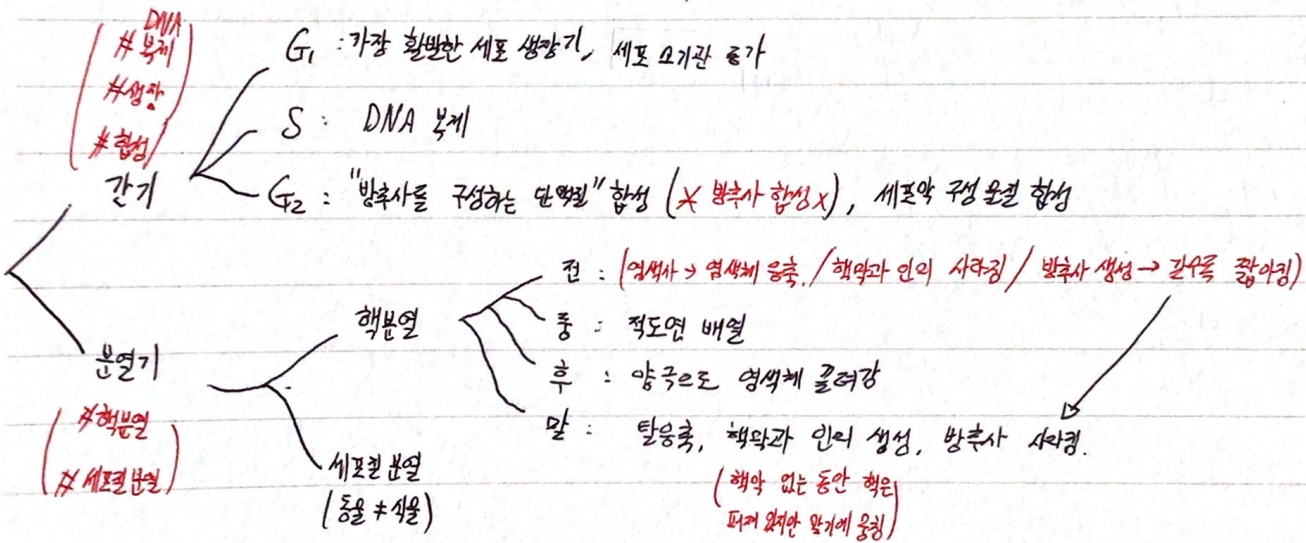 DNA
# 복제
# 생장
# 합성
간기
G₁ : 가장 활발한 세포 생장기, 세포 소기관 증가
S : DNA 복제
G₂ : "방추사를 구성하는 단백질" 합성 (* 방추사 합성 x), 세포막 구성 물질 합성
분열기
# 핵분열
# 세포질 분열
핵분열
전 : (염색사 → 염색체 응축. / 핵막과 인의 사라짐 / 방추사 생성 → 갈수록 짧아짐)
중 : 적도면 배열
후 : 양극으로 염색체 끌려감
말 : 탈응축, 핵막과 인의 생성, 방추사 사라짐.
(핵막 없는 동안 핵은
퍼져 있지만 말기에 뭉침)
세포질 분열
(동물 ≠ 식물)